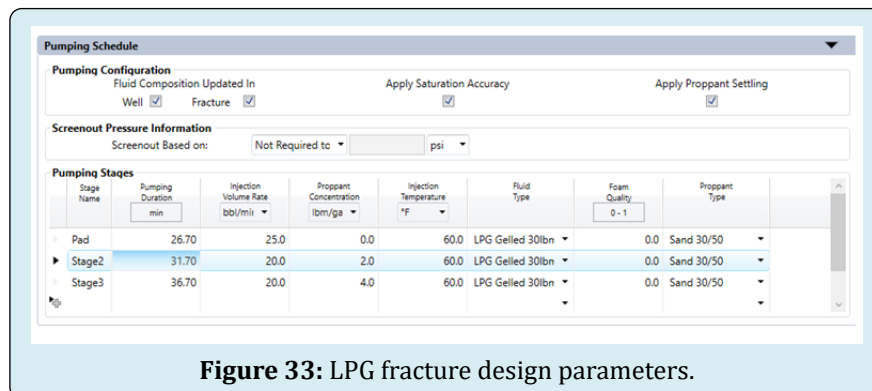 Pumping Schedule
Pumping Configuration
Fluid Composition Updated In Apply Saturation Accuracy Apply Proppant Settling
Well Fracture
Screenout Pressure Information
Screenout Based on: Not Required tc psi
Pumping Stages
Stage Pumping Injection Proppant Injection Fluid Foam Proppant
Name Duration Volume Rate Concentration Temperature Type Quality Type
min bbl/mii lbm/ga °F 0 - 1
Pad 26.70 25.0 0.0 60.0 LPG Gelled 30lbn 0.0 Sand 30/50
Stage2 31.70 20.0 2.0 60.0 LPG Gelled 30lbn 0.0 Sand 30/50
Stage3 36.70 20.0 4.0 60.0 LPG Gelled 30lbn 0.0 Sand 30/50
Figure 33: LPG fracture design parameters.